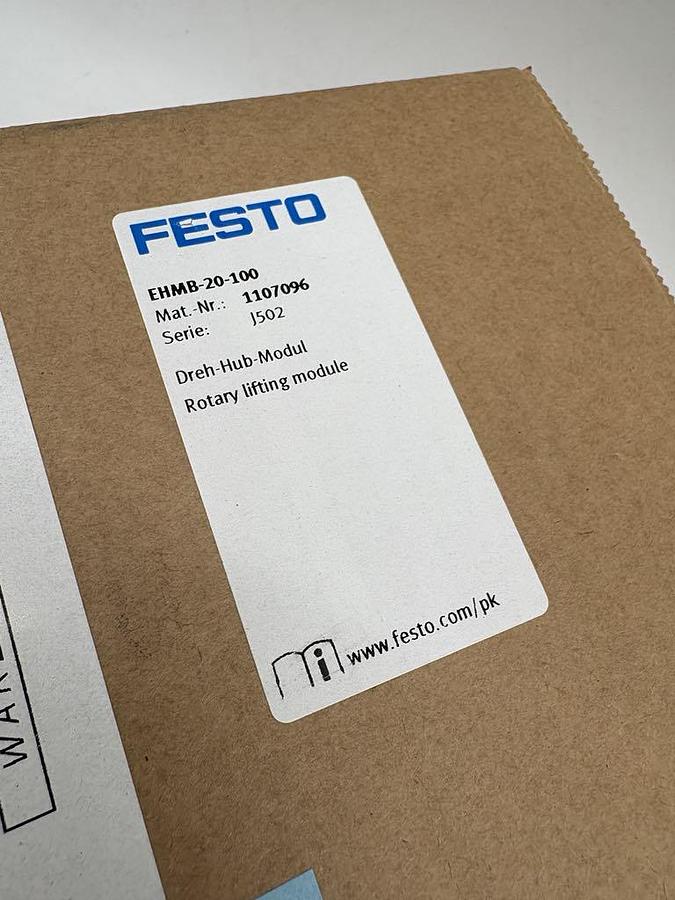 FESTO
EHMB-20-100
Mat.-Nr.: 1107096
Serie: J502
Dreh-Hub-Modul
Rotary lifting module
www.festo.com/pk